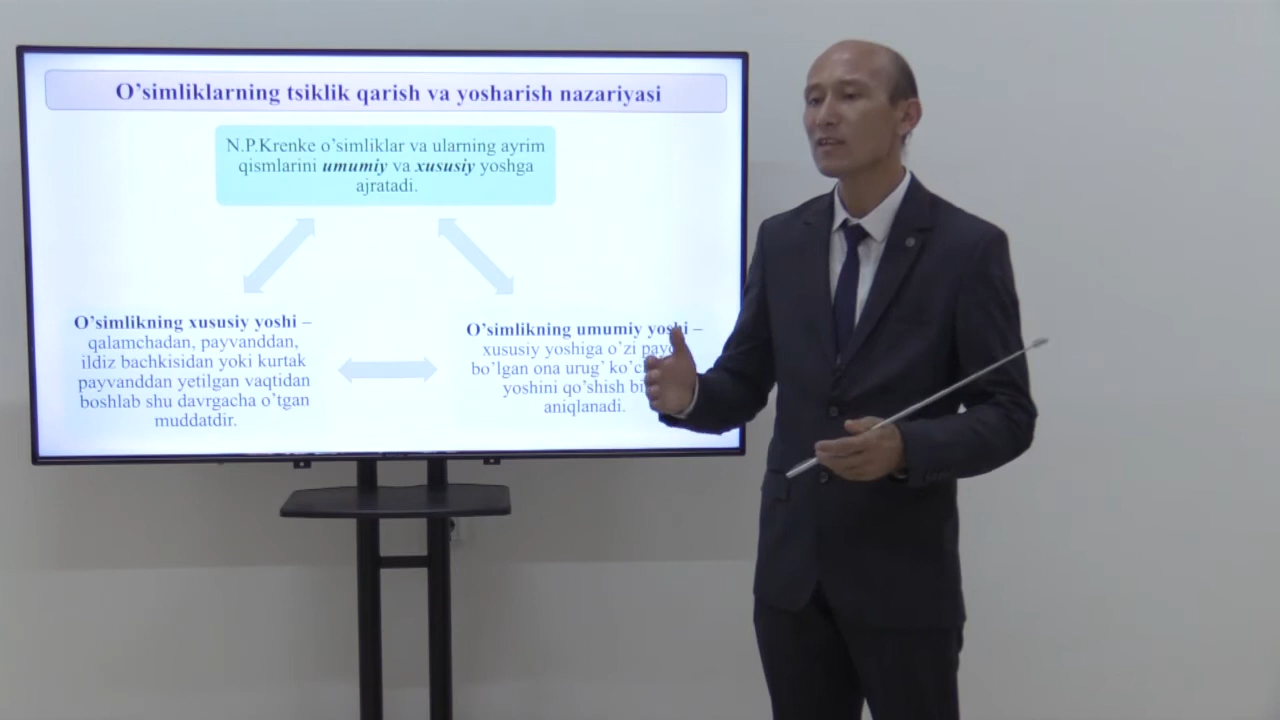 O’simliklarning tsiklik qarish va yosharish nazariyasi
N.P.Krenke o’simliklar va ularning ayrim
qismlarini umumiy va xususiy yoshga
ajratadi.
O’simlikning xususiy yoshi –
qalamchadan, payvanddan,
ildiz bachkisidan yoki kurtak
payvanddan yetilgan vaqtidan
boshlab shu davrgacha o’tgan
muddatdir.
O’simlikning umumiy yoshi –
xususiy yoshiga o’zi
bo’lgan ona urug’
yoshini qo’shish
aniqlanadi.